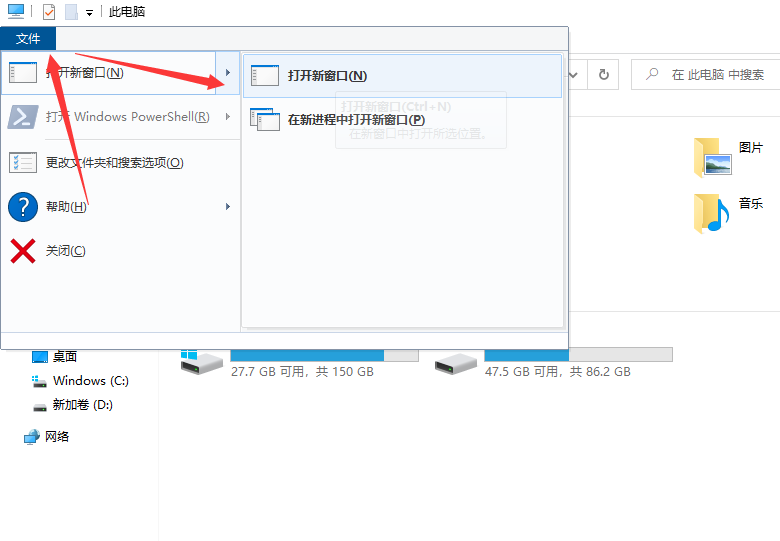 此电脑
文件
打开新窗口(N)
打开 Windows PowerShell(R)
更改文件夹和搜索选项(O)
帮助(H)
关闭(C)
打开新窗口(N)
打开新窗口(Ctrl+N)
在新进程中打开新窗口(P)
在新窗口中打开所选位置。
在 此电脑 中搜索
图片
音乐
桌面
Windows (C:)
新加卷 (D:)
网络
27.7 GB 可用，共 150 GB
47.5 GB 可用，共 86.2 GB